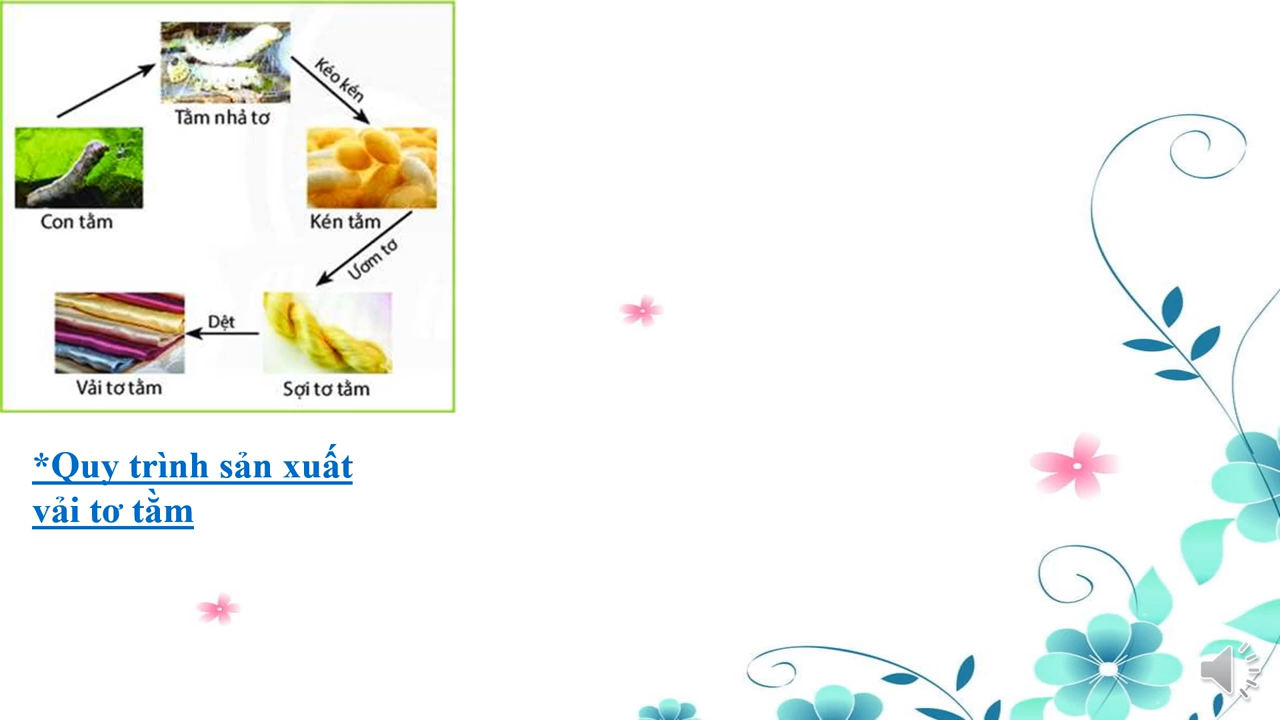 Tằm nhả tơ
Kéo kén
Con tằm
Kén tằm
Ươm tơ
Dệt
Vải tơ tằm
Sợi tơ tằm
*Quy trình sản xuất
vải tơ tằm